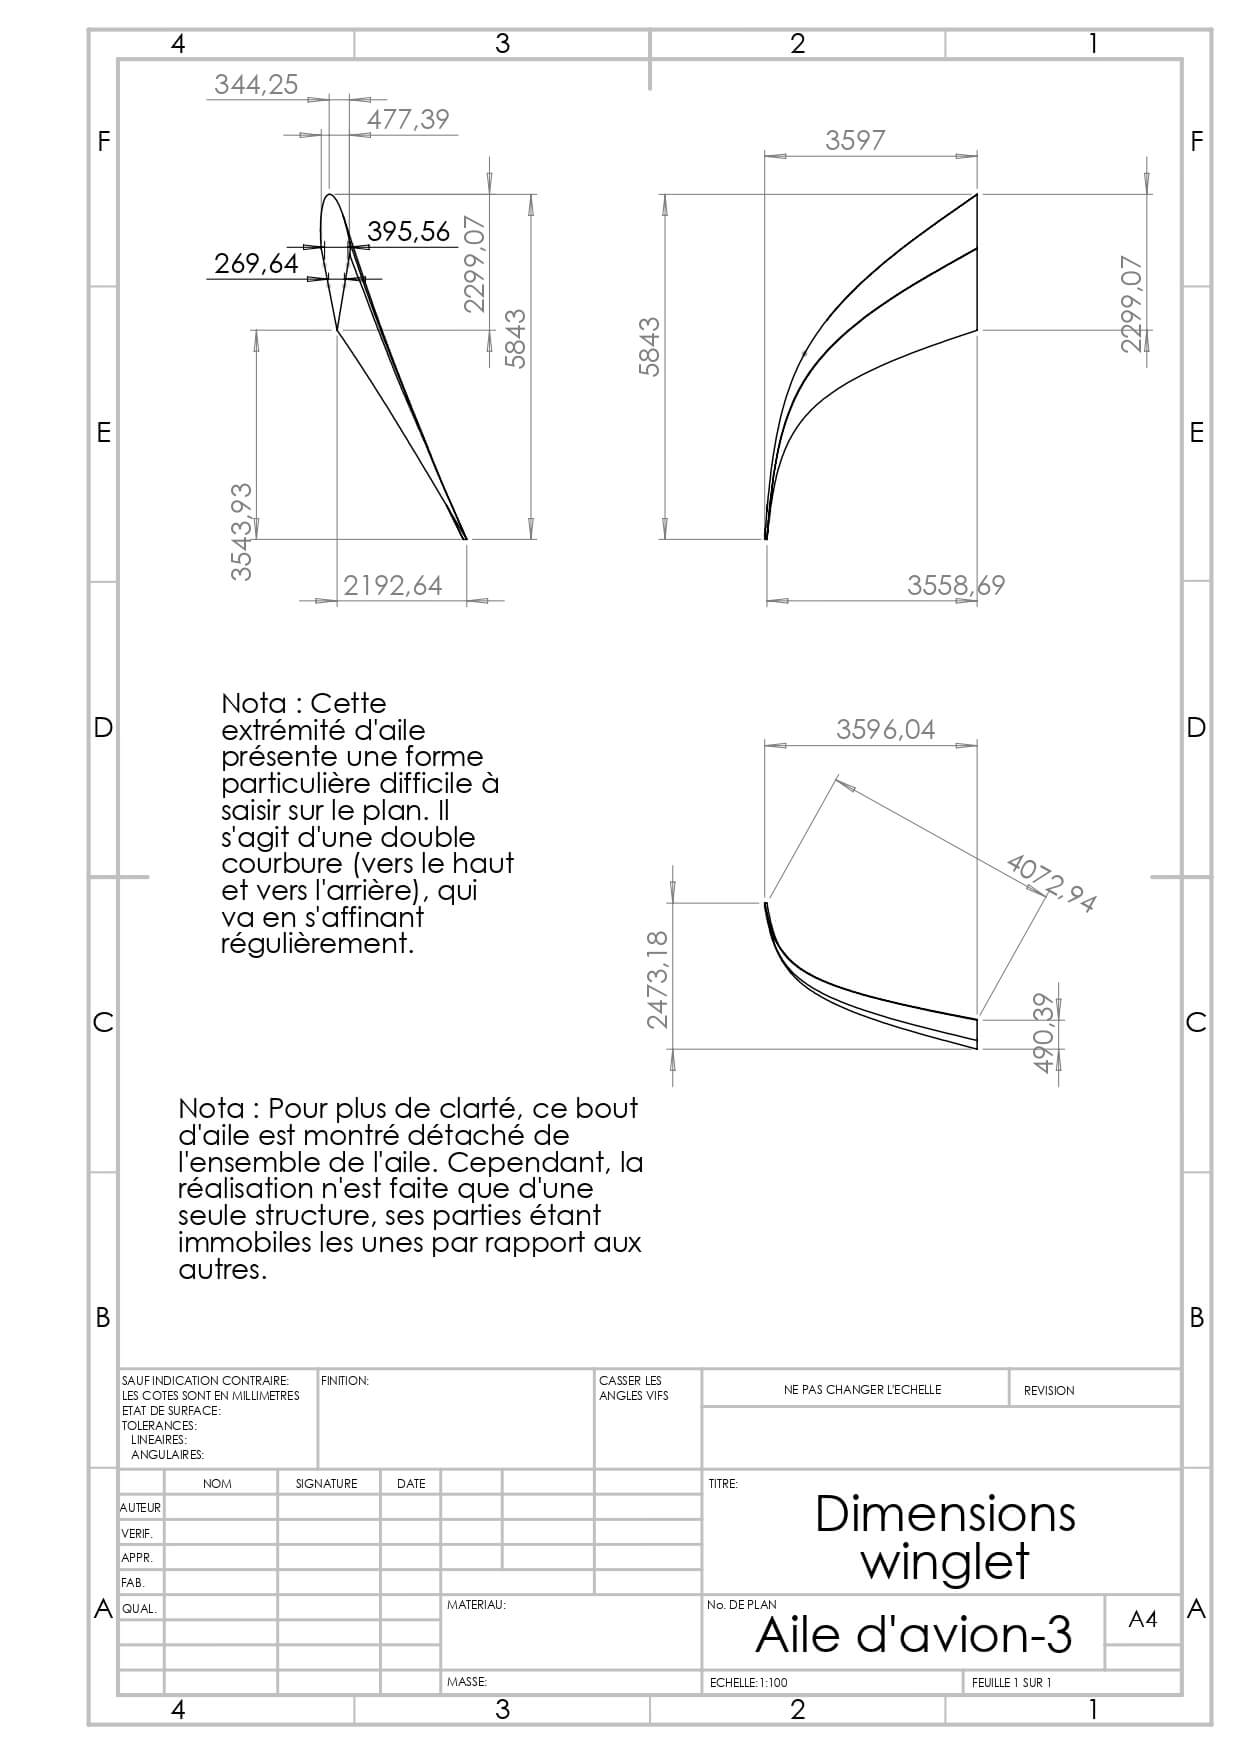 4 3 2 1
F F
E E
D D
C C
B B
A A
344,25
477,39
395,56
269,64
2299,07
5843
3543,93
2192,64
3597
5843
2299,07
3558,69
Nota : Cette
extrémité d'aile
présente une forme
particulière difficile à
saisir sur le plan. Il
s'agit d'une double
courbure (vers le haut
et vers l'arrière), qui
va en s'affinant
régulièrement.
3596,04
4072,94
2473,18
490,39
Nota : Pour plus de clarté, ce bout
d'aile est montré détaché de
l'ensemble de l'aile. Cependant, la
réalisation n'est faite que d'une
seule structure, ses parties étant
immobiles les unes par rapport aux
autres.
SAUF INDICATION CONTRAIRE:
LES COTES SONT EN MILLIMETRES
ETAT DE SURFACE:
TOLERANCES:
LINEAIRES:
ANGULAIRES:
FINITION:
CASSER LES
ANGLES VIFS
NE PAS CHANGER L'ECHELLE
REVISION
NOM SIGNATURE DATE
AUTEUR
VERIF.
APPR.
FAB.
QUAL.
MATERIAU:
MASSE:
TITRE:
Dimensions
winglet
No. DE PLAN
Aile d'avion-3
A4
ECHELLE:1:100
FEUILLE 1 SUR 1
4 3 2 1